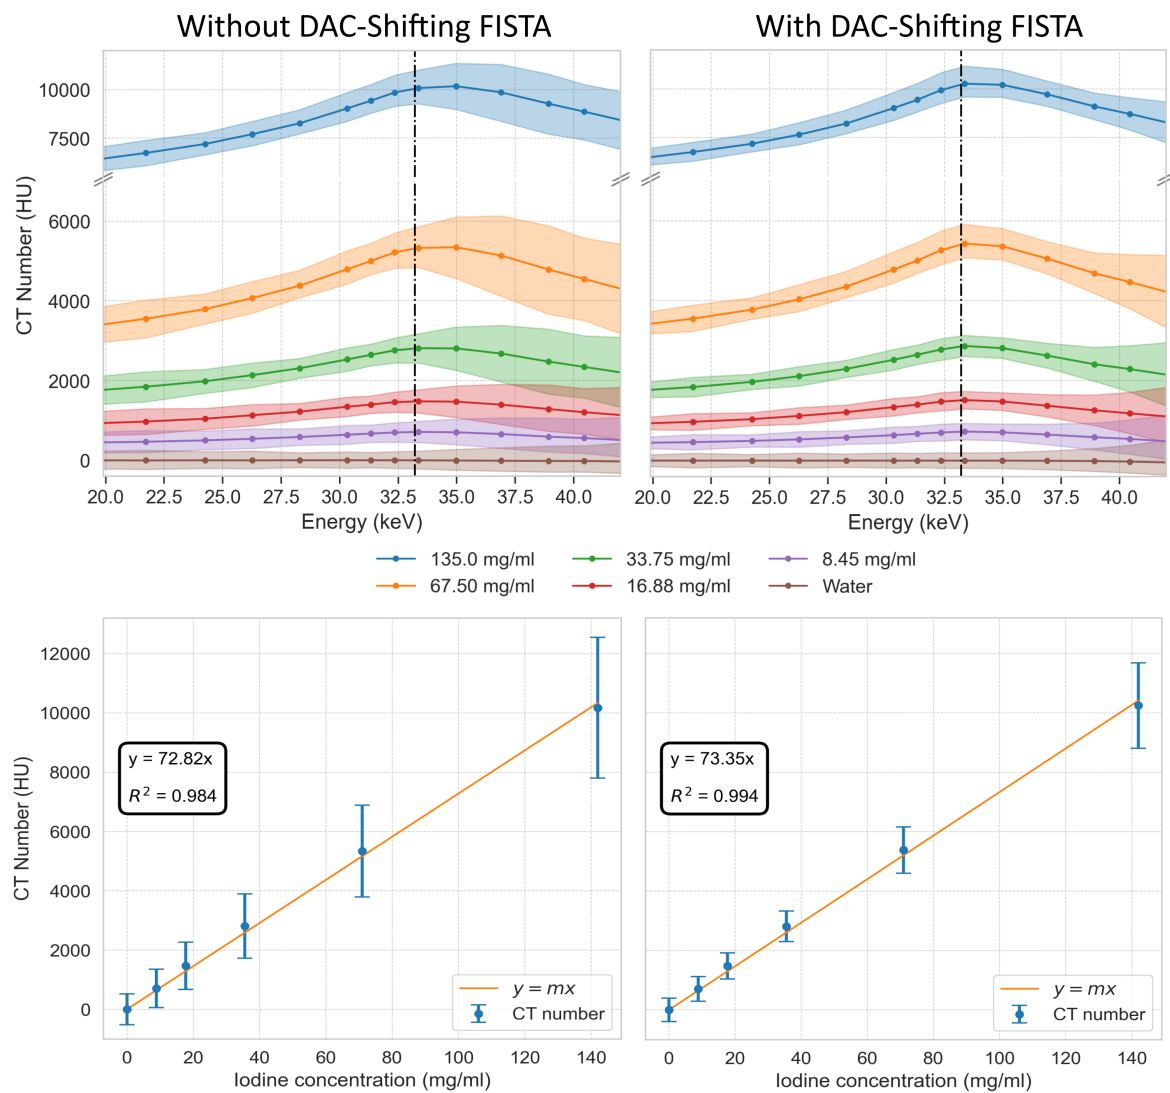 Without DAC-Shifting FISTA
With DAC-Shifting FISTA
CT Number (HU)
10000
7500
6000
4000
2000
0
20.0 22.5 25.0 27.5 30.0 32.5 35.0 37.5 40.0
Energy (keV)
20.0 22.5 25.0 27.5 30.0 32.5 35.0 37.5 40.0
Energy (keV)
135.0 mg/ml 33.75 mg/ml 8.45 mg/ml
67.50 mg/ml 16.88 mg/ml Water
CT Number (HU)
12000
10000
8000
6000
4000
2000
0
y = 72.82x
R² = 0.984
y = mx
CT number
0 20 40 60 80 100 120 140
Iodine concentration (mg/ml)
y = 73.35x
R² = 0.994
y = mx
CT number
0 20 40 60 80 100 120 140
Iodine concentration (mg/ml)